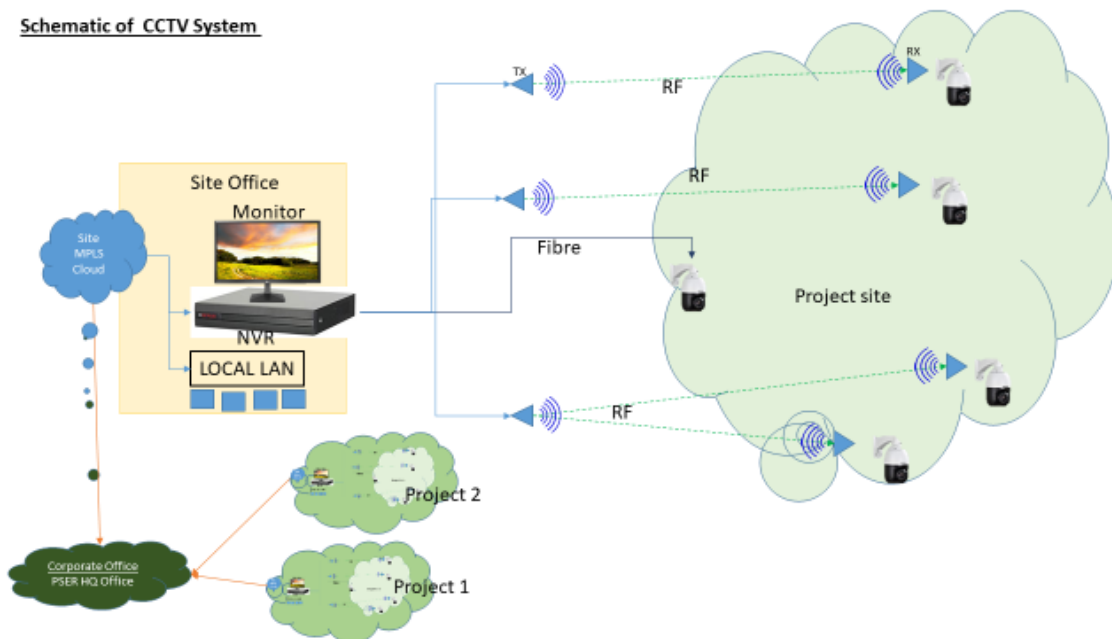 Schematic of CCTV System
TX
RX
RF
Site Office
Monitor
RF
Site
MPLS
Cloud
Fibre
Project site
NVR
LOCAL LAN
RF
Project 2
Corporate Office
PSER HQ Office
Project 1